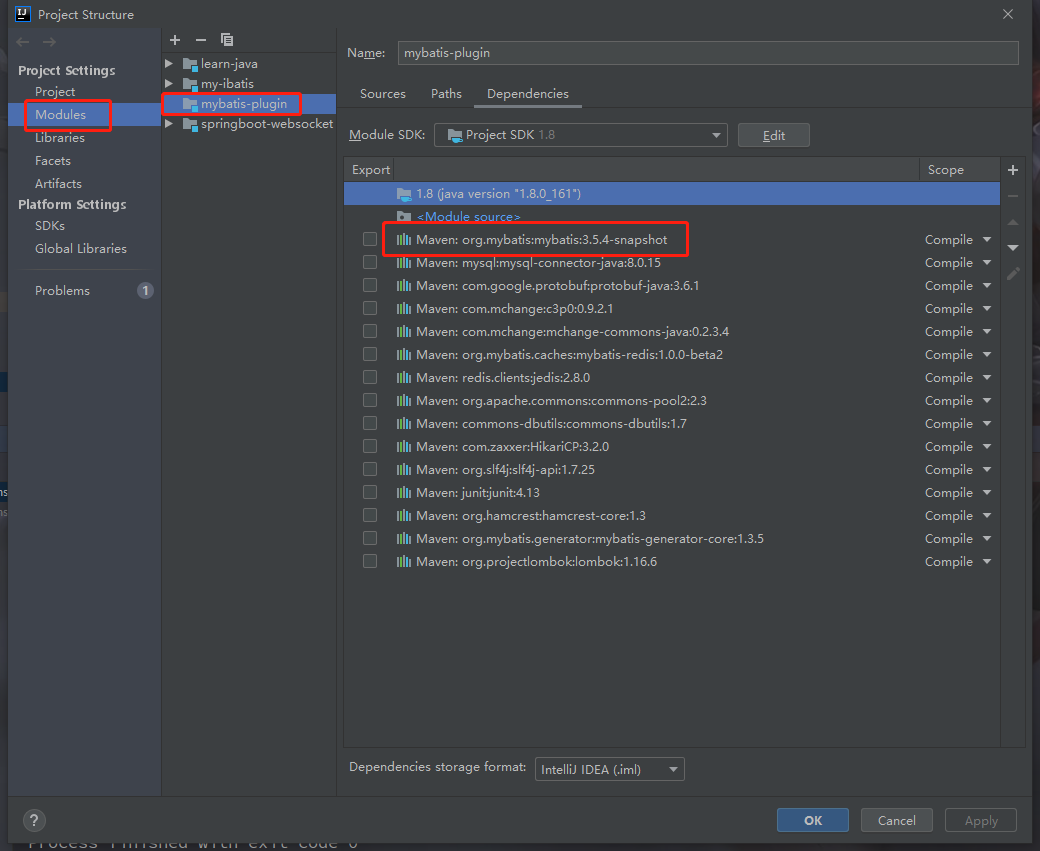 Project Structure
Project Settings
Project
Modules
Libraries
Facets
Artifacts
Platform Settings
SDKs
Global Libraries
Problems 1
learn-java
my-ibatis
mybatis-plugin
springboot-websocket
Name: mybatis-plugin
Sources Paths Dependencies
Module SDK: Project SDK 1.8 Edit
Export Scope
1.8 (java version "1.8.0_161")
<Module source>
Maven: org.mybatis:mybatis:3.5.4-snapshot Compile
Maven: mysql:mysql-connector-java:8.0.15 Compile
Maven: com.google.protobuf:protobuf-java:3.6.1 Compile
Maven: com.mchange:c3p0:0.9.2.1 Compile
Maven: com.mchange:mchange-commons-java:0.2.3.4 Compile
Maven: org.mybatis.caches:mybatis-redis:1.0.0-beta2 Compile
Maven: redis.clients:jedis:2.8.0 Compile
Maven: org.apache.commons:commons-pool2:2.3 Compile
Maven: commons-dbutils:commons-dbutils:1.7 Compile
Maven: com.zaxxer:HikariCP:3.2.0 Compile
Maven: org.slf4j:slf4j-api:1.7.25 Compile
Maven: junit:junit:4.13 Compile
Maven: org.hamcrest:hamcrest-core:1.3 Compile
Maven: org.mybatis.generator:mybatis-generator-core:1.3.5 Compile
Maven: org.projectlombok:lombok:1.16.6 Compile
Dependencies storage format: IntelliJ IDEA (.iml)
? OK Cancel Apply
Process finished with exit code 0